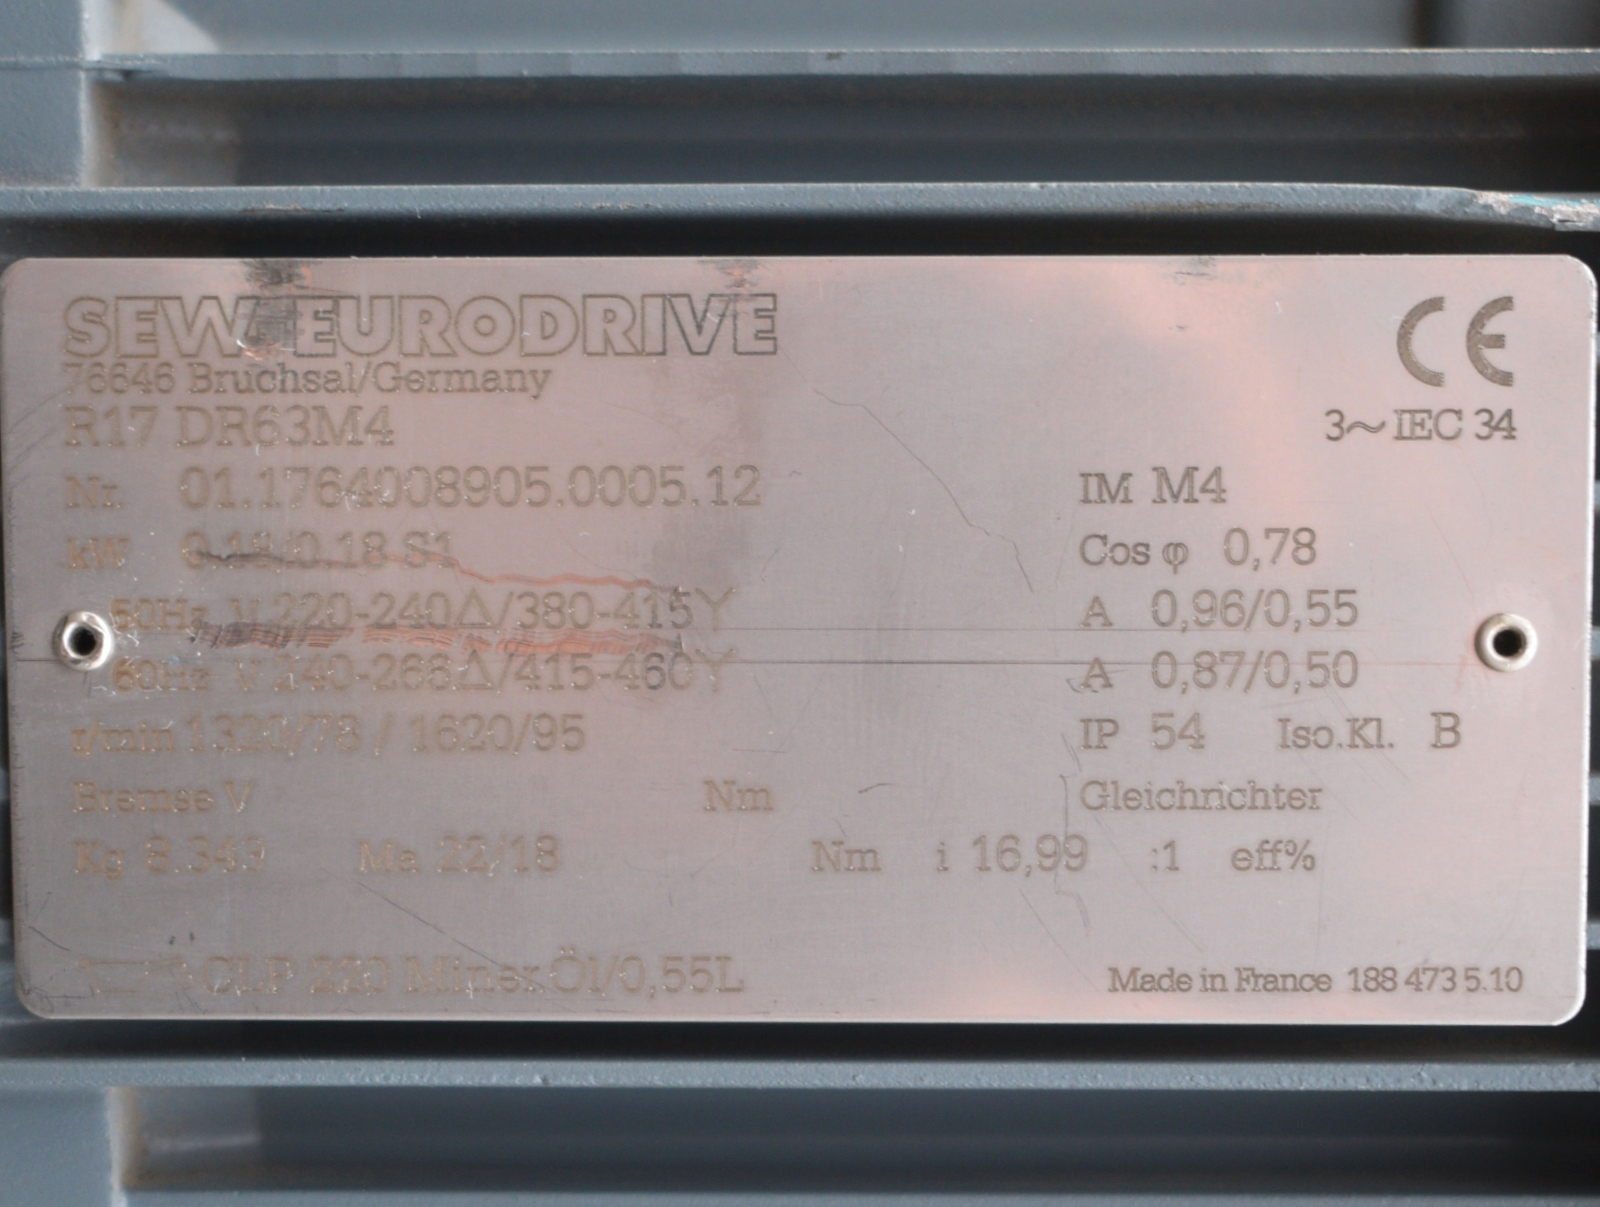 SEW-EURODRIVE CE
76646 Bruchsal/Germany
R17 DR63M4 3~ IEC 34
Nr. 01.1764008905.0005.12 IM M4
kW 0.18/0.18 S1 Cos φ 0,78
50Hz V 220-240Δ/380-415Y A 0,96/0,55
60Hz V 240-266Δ/415-460Y A 0,87/0,50
r/min 1320/78 / 1620/95 IP 54 Iso.Kl. B
Bremse V Nm Gleichrichter
Kg 8.343 Ma 22/18 Nm i 16,99 :1 eff%
CLP 220 Miner.Öl/0,55L Made in France 188 473 5.10